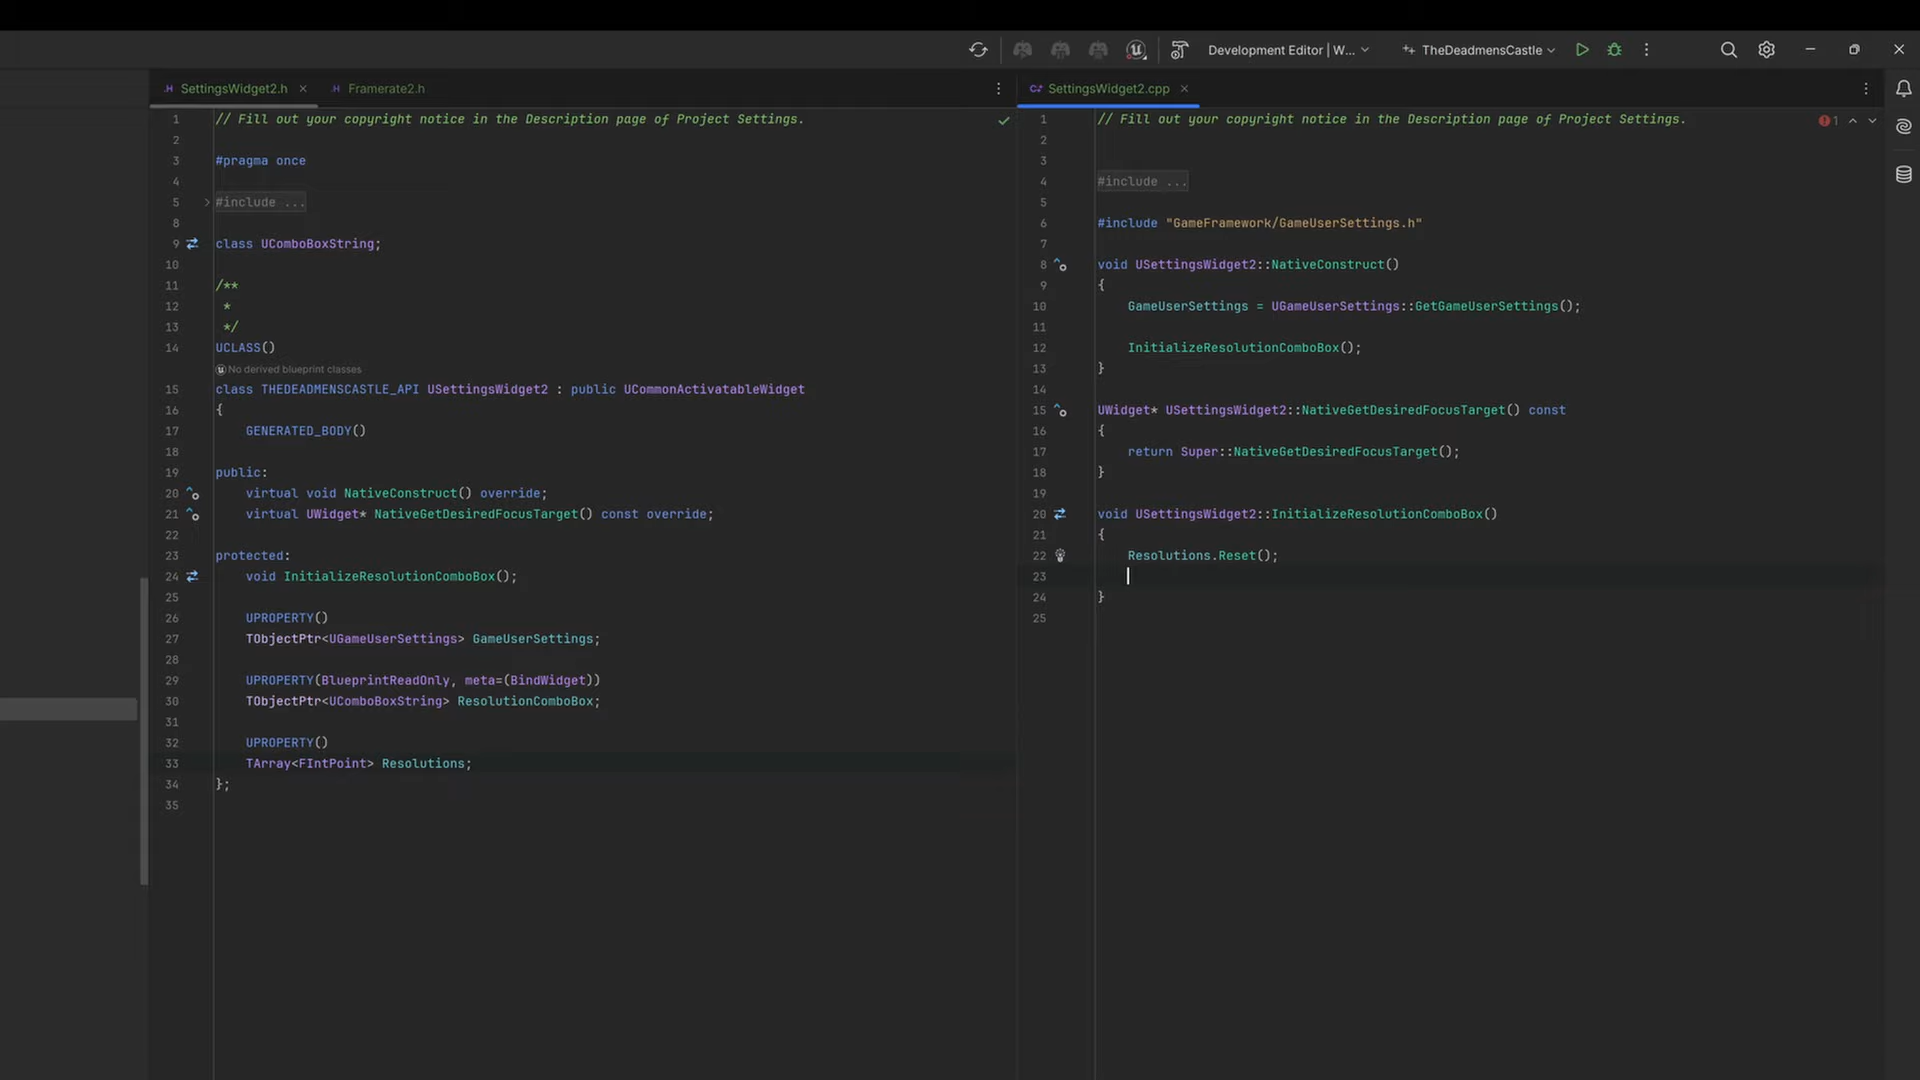 Development Editor | W...
TheDeadmensCastle
SettingsWidget2.h
Framerate2.h
1 // Fill out your copyright notice in the Description page of Project Settings.
2
3 #pragma once
4
5 #include ...
8
9 class UComboBoxString;
10
11 /**
12 *
13 */
14 UCLASS()
No derived blueprint classes
15 class THEDEADMENSCASTLE_API USettingsWidget2 : public UCommonActivatableWidget
16 {
17 GENERATED_BODY()
18
19 public:
20 virtual void NativeConstruct() override;
21 virtual UWidget* NativeGetDesiredFocusTarget() const override;
22
23 protected:
24 void InitializeResolutionComboBox();
25
26 UPROPERTY()
27 TObjectPtr<UGameUserSettings> GameUserSettings;
28
29 UPROPERTY(BlueprintReadOnly, meta=(BindWidget))
30 TObjectPtr<UComboBoxString> ResolutionComboBox;
31
32 UPROPERTY()
33 TArray<FIntPoint> Resolutions;
34 };
35
SettingsWidget2.cpp
1 // Fill out your copyright notice in the Description page of Project Settings.
1
2
3
4 #include ...
5
6 #include "GameFramework/GameUserSettings.h"
7
8 void USettingsWidget2::NativeConstruct()
9 {
10 GameUserSettings = UGameUserSettings::GetGameUserSettings();
11
12 InitializeResolutionComboBox();
13 }
14
15 UWidget* USettingsWidget2::NativeGetDesiredFocusTarget() const
16 {
17 return Super::NativeGetDesiredFocusTarget();
18 }
19
20 void USettingsWidget2::InitializeResolutionComboBox()
21 {
22 Resolutions.Reset();
23
24 }
25